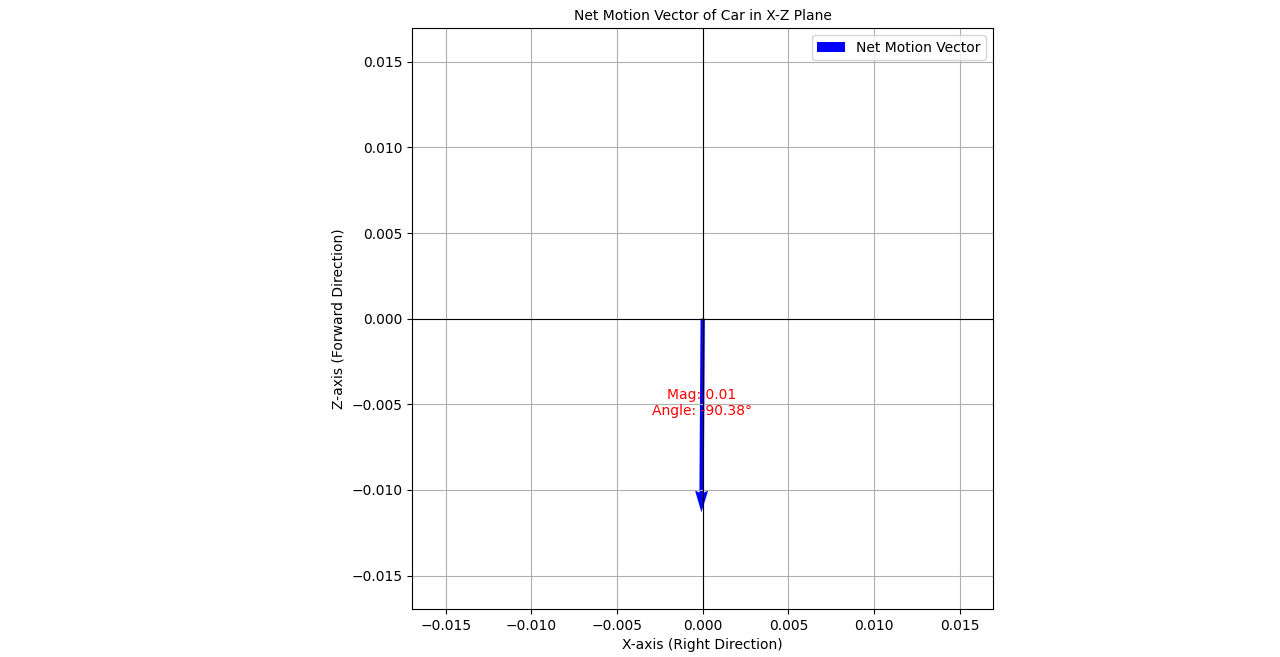 Net Motion Vector of Car in X-Z Plane
Net Motion Vector
0.015
0.010
0.005
0.000
−0.005
−0.010
−0.015
Z-axis (Forward Direction)
Mag: 0.01
Angle: -90.38°
−0.015
−0.010
−0.005
0.000
0.005
0.010
0.015
X-axis (Right Direction)